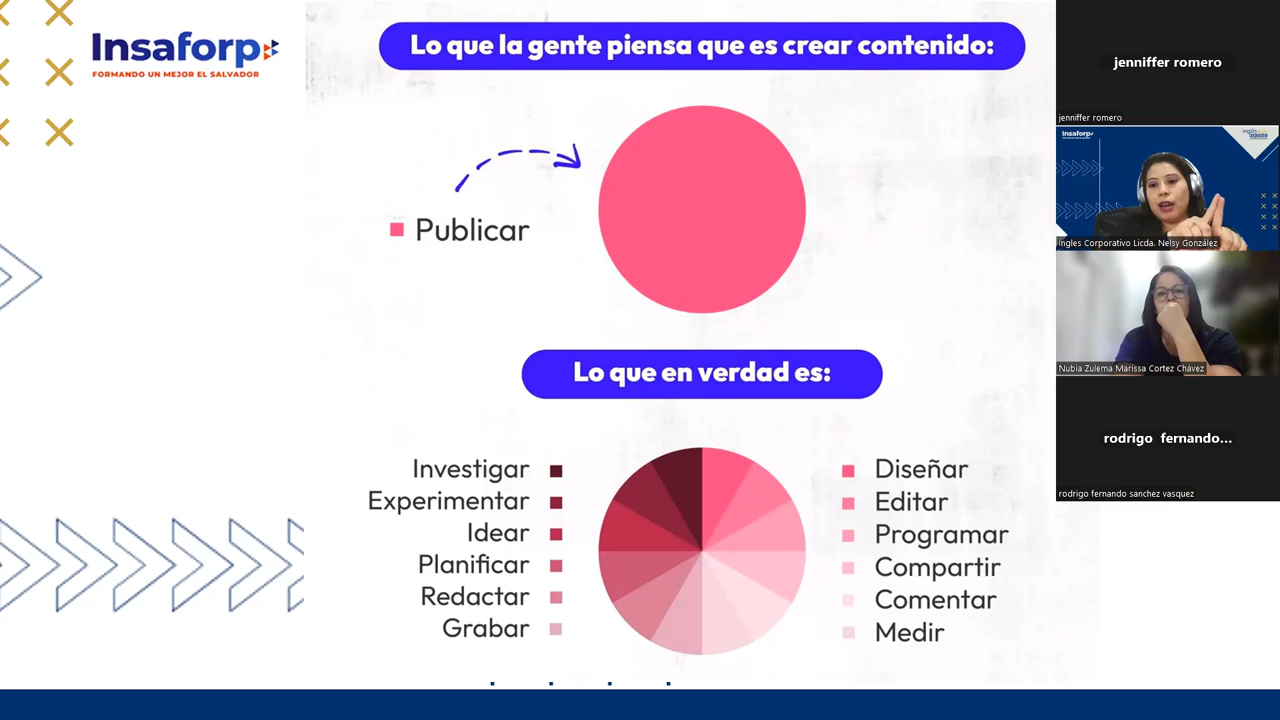 Insaforp
FORMANDO UN MEJOR EL SALVADOR
Lo que la gente piensa que es crear contenido:
Publicar
Lo que en verdad es:
Investigar
Experimentar
Idear
Planificar
Redactar
Grabar
Diseñar
Editar
Programar
Compartir
Comentar
Medir
jenniffer romero
jenniffer romero
Insaforp
Ingles Corporativo Licda. Nelsy González
Nubia Zulema Marissa Cortez Chávez
rodrigo fernando...
rodrigo fernando sanchez vasquez